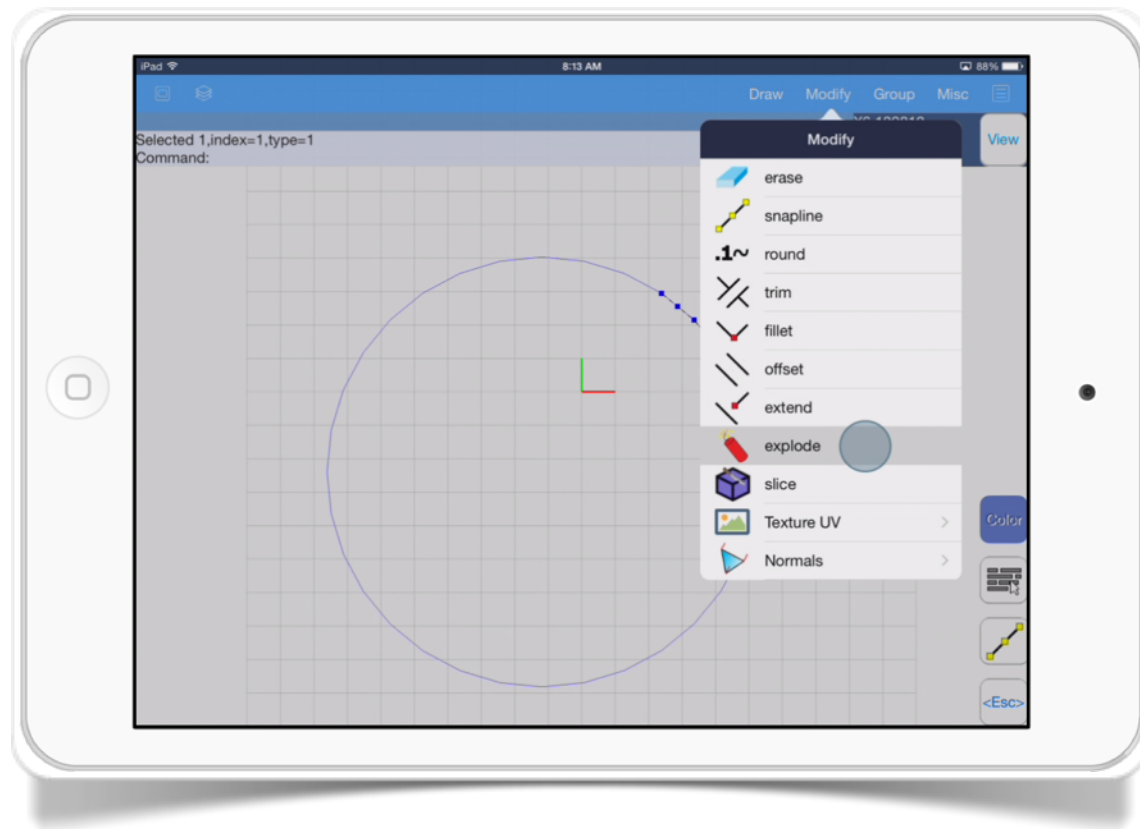 iPad 8:13 AM 88%
Draw Modify Group Misc
Selected 1,index=1,type=1
Command:
Modify
View
erase
snapline
.1~ round
trim
fillet
offset
extend
explode
slice
Texture UV
Normals
Color
<Esc>